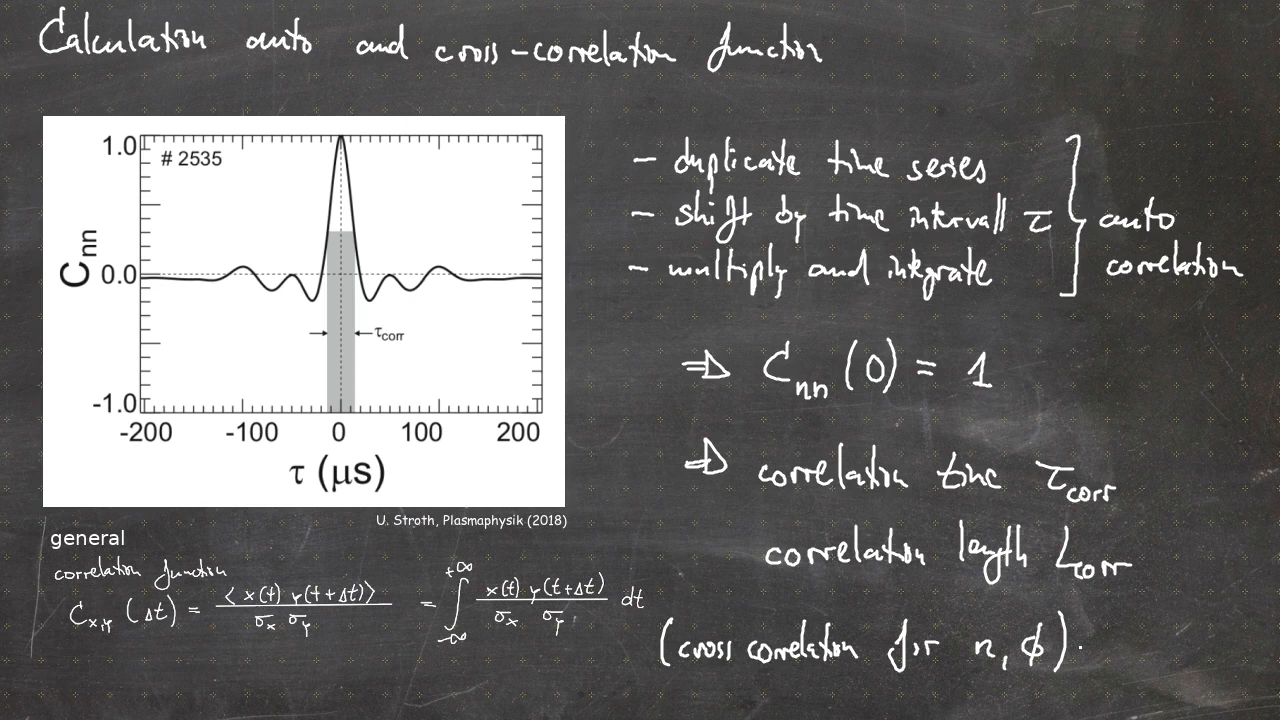 Calculation auto and cross-correlation function
1.0
# 2535
0.0
-1.0
Cnn
τcorr
-200 -100 0 100 200
τ (µs)
U. Stroth, Plasmaphysik (2018)
general
correlation function
Cx,y (Δt) = <x(t) y(t+Δt)> / σx σy = ∫_{-∞}^{+∞} x(t) y(t+Δt) / σx σy dt
- duplicate time series
- shift by time intervall τ
- multiply and integrate
} auto
correlation
⇒ Cnn (0) = 1
⇒ correlation time τcorr
correlation length Lcorr
(cross correlation for n, ϕ).